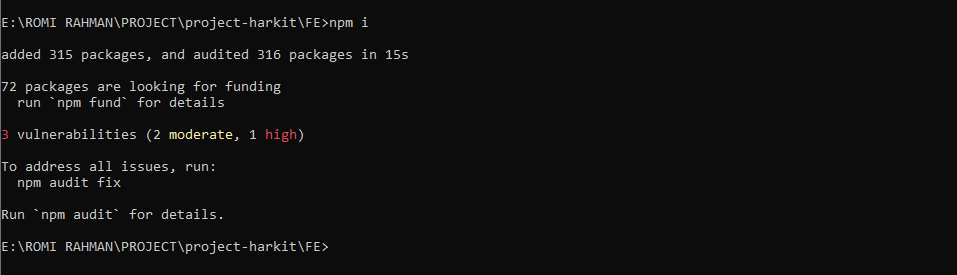 E:\ROMI RAHMAN\PROJECT\project-harkit\FE>npm i
added 315 packages, and audited 316 packages in 15s
72 packages are looking for funding
  run `npm fund` for details
3 vulnerabilities (2 moderate, 1 high)
To address all issues, run:
  npm audit fix
Run `npm audit` for details.
E:\ROMI RAHMAN\PROJECT\project-harkit\FE>